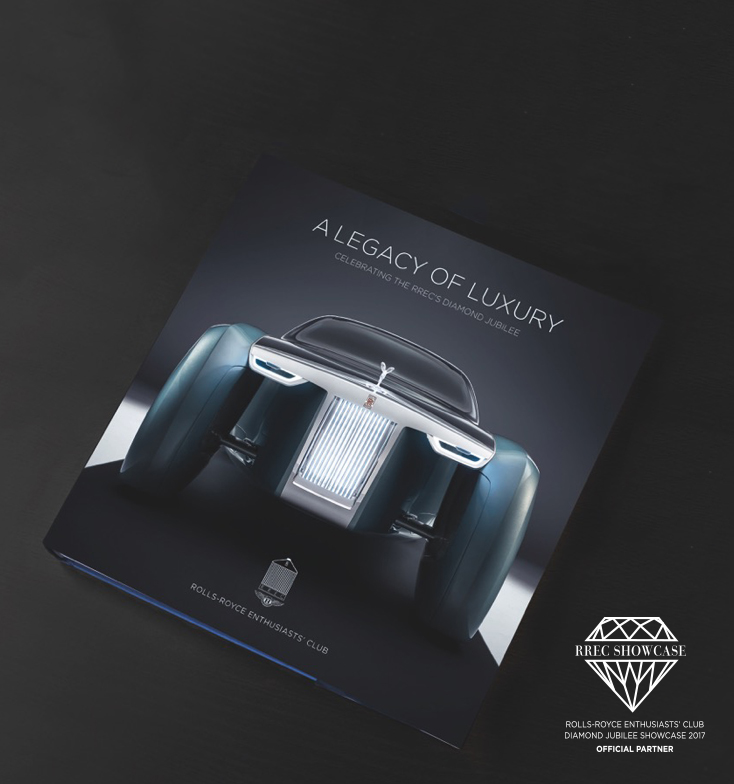 A LEGACY OF LUXURY
CELEBRATING THE RREC'S DIAMOND JUBILEE
ROLLS-ROYCE ENTHUSIASTS' CLUB
RREC SHOWCASE
ROLLS-ROYCE ENTHUSIASTS' CLUB
DIAMOND JUBILEE SHOWCASE 2017
OFFICIAL PARTNER